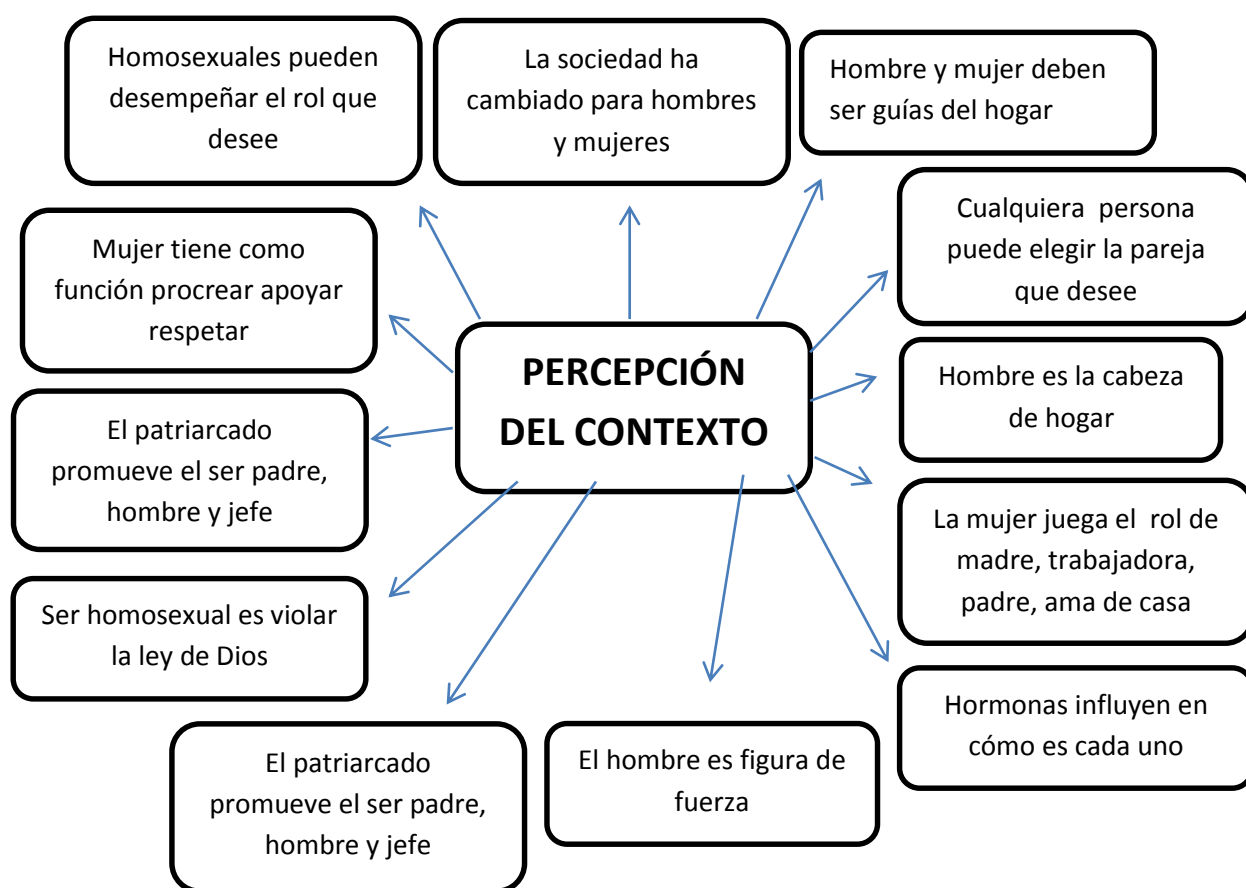 Homosexuales pueden
desempeñar el rol que
desee
La sociedad ha
cambiado para hombres
y mujeres
Hombre y mujer deben
ser guías del hogar
Cualquiera persona
puede elegir la pareja
que desee
Mujer tiene como
función procrear apoyar
respetar
PERCEPCIÓN
DEL CONTEXTO
Hombre es la cabeza
de hogar
El patriarcado
promueve el ser padre,
hombre y jefe
La mujer juega el rol de
madre, trabajadora,
padre, ama de casa
Ser homosexual es violar
la ley de Dios
Hormonas influyen en
cómo es cada uno
El patriarcado
promueve el ser padre,
hombre y jefe
El hombre es figura de
fuerza